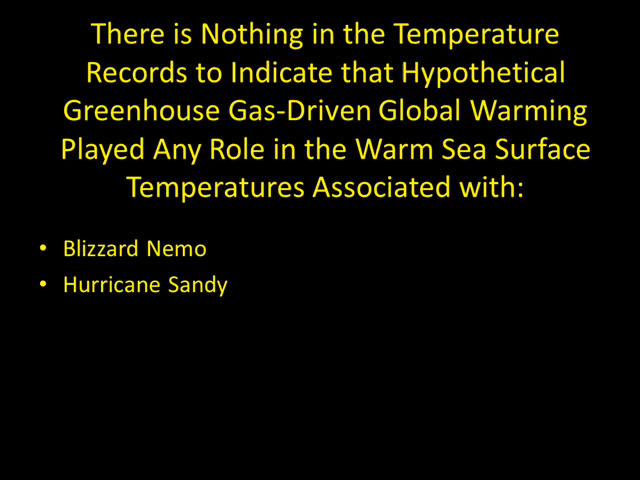 There is Nothing in the Temperature
Records to Indicate that Hypothetical
Greenhouse Gas-Driven Global Warming
Played Any Role in the Warm Sea Surface
Temperatures Associated with:
• Blizzard Nemo
• Hurricane Sandy